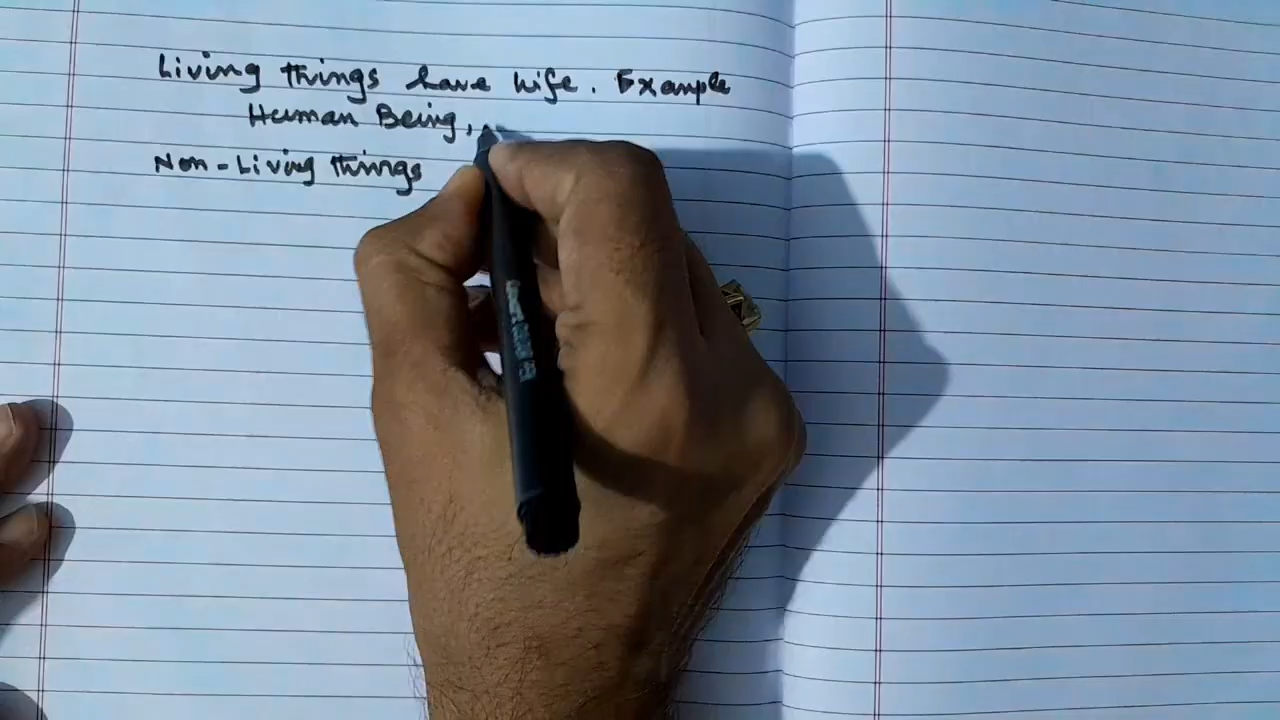 Living things have life. Example
Human Being,
Non-Living things